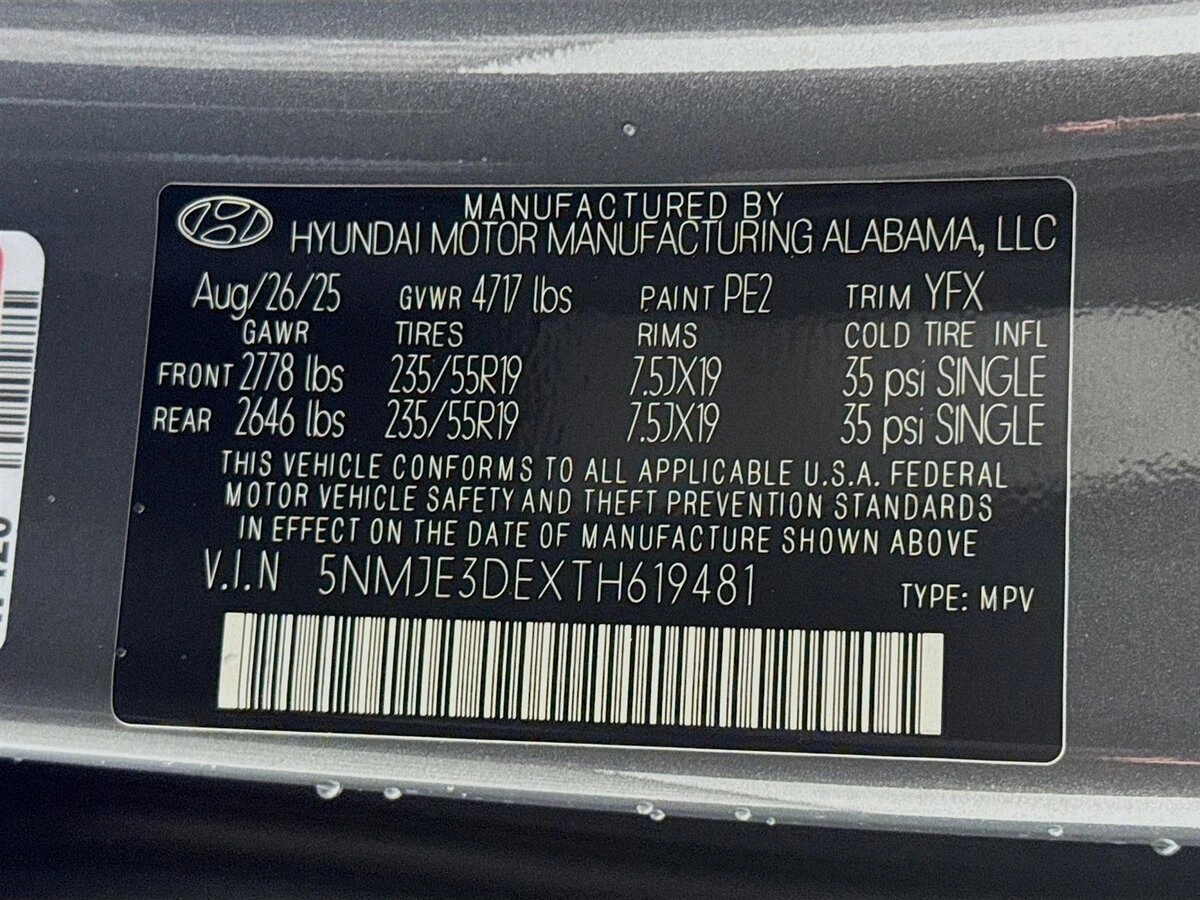 MANUFACTURED BY
HYUNDAI MOTOR MANUFACTURING ALABAMA, LLC
Aug/26/25 GVWR 4717 lbs PAINT PE2 TRIM YFX
GAWR TIRES RIMS COLD TIRE INFL
FRONT 2778 lbs 235/55R19 7.5JX19 35 psi SINGLE
REAR 2646 lbs 235/55R19 7.5JX19 35 psi SINGLE
THIS VEHICLE CONFORMS TO ALL APPLICABLE U.S.A. FEDERAL
MOTOR VEHICLE SAFETY AND THEFT PREVENTION STANDARDS
IN EFFECT ON THE DATE OF MANUFACTURE SHOWN ABOVE
V.I.N 5NMJE3DEXTH619481 TYPE: MPV